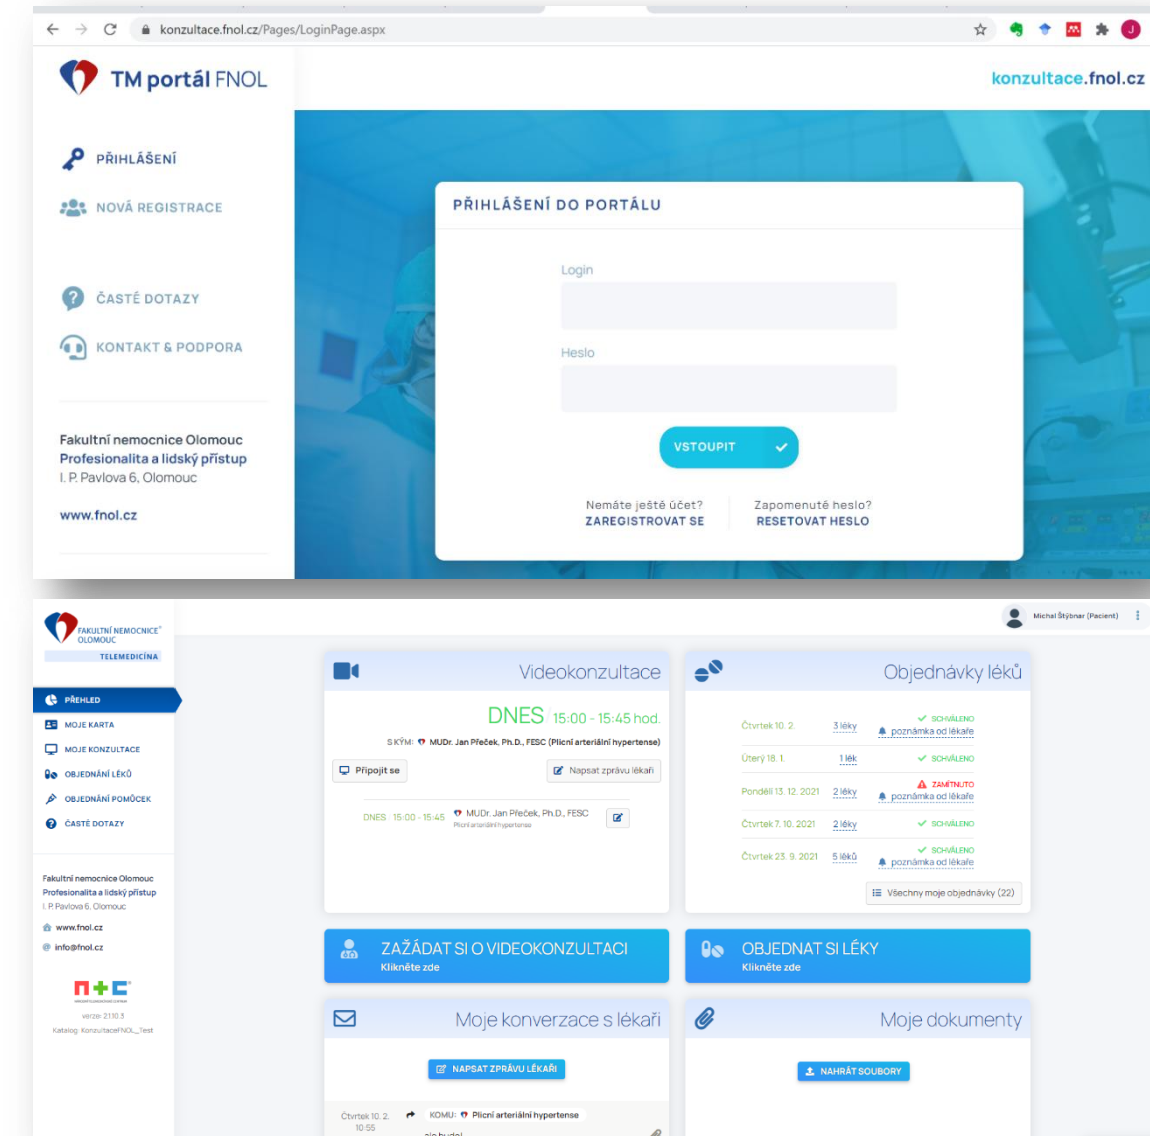 konzultace.fnol.cz/Pages/LoginPage.aspx
J
TM portál FNOL
konzultace.fnol.cz
PŘIHLÁŠENÍ
NOVÁ REGISTRACE
ČASTÉ DOTAZY
KONTAKT & PODPORA
Fakultní nemocnice Olomouc
Profesionalita a lidský přístup
I. P. Pavlova 6, Olomouc
www.fnol.cz
PŘIHLÁŠENÍ DO PORTÁLU
Login
Heslo
VSTOUPIT
Nemáte ještě účet?
ZAREGISTROVAT SE
Zapomenuté heslo?
RESETOVAT HESLO
FAKULTNÍ NEMOCNICE®
OLOMOUC
TELEMEDICÍNA
Michal Štýbnar (Pacient)
PŘEHLED
MOJE KARTA
MOJE KONZULTACE
OBJEDNÁNÍ LÉKŮ
OBJEDNÁNÍ POMŮCEK
ČASTÉ DOTAZY
Fakultní nemocnice Olomouc
Profesionalita a lidský přístup
I. P. Pavlova 6, Olomouc
www.fnol.cz
info@fnol.cz
verze: 21.10.3
Katalog: KonzultaceFNOL_Test
Videokonzultace
DNES 15:00 - 15:45 hod.
S KÝM: MUDr. Jan Přeček, Ph.D., FESC (Plicní arteriální hypertense)
Připojit se
Napsat zprávu lékaři
DNES 15:00 - 15:45 MUDr. Jan Přeček, Ph.D., FESC
Plicní arteriální hypertense
Objednávky léků
Čtvrtek 10. 2. 3 léky SCHVÁLENO
poznámka od lékaře
Úterý 18. 1. 1 lék SCHVÁLENO
Pondělí 13. 12. 2021 2 léky ZAMÍTNUTO
poznámka od lékaře
Čtvrtek 7. 10. 2021 2 léky SCHVÁLENO
Čtvrtek 23. 9. 2021 5 léků SCHVÁLENO
poznámka od lékaře
Všechny moje objednávky (22)
ZAŽÁDAT SI O VIDEOKONZULTACI
Klikněte zde
OBJEDNAT SI LÉKY
Klikněte zde
Moje konverzace s lékaři
NAPSAT ZPRÁVU LÉKAŘI
Čtvrtek 10. 2.
10:55
KOMU: Plicní arteriální hypertense
Moje dokumenty
NAHRÁT SOUBORY